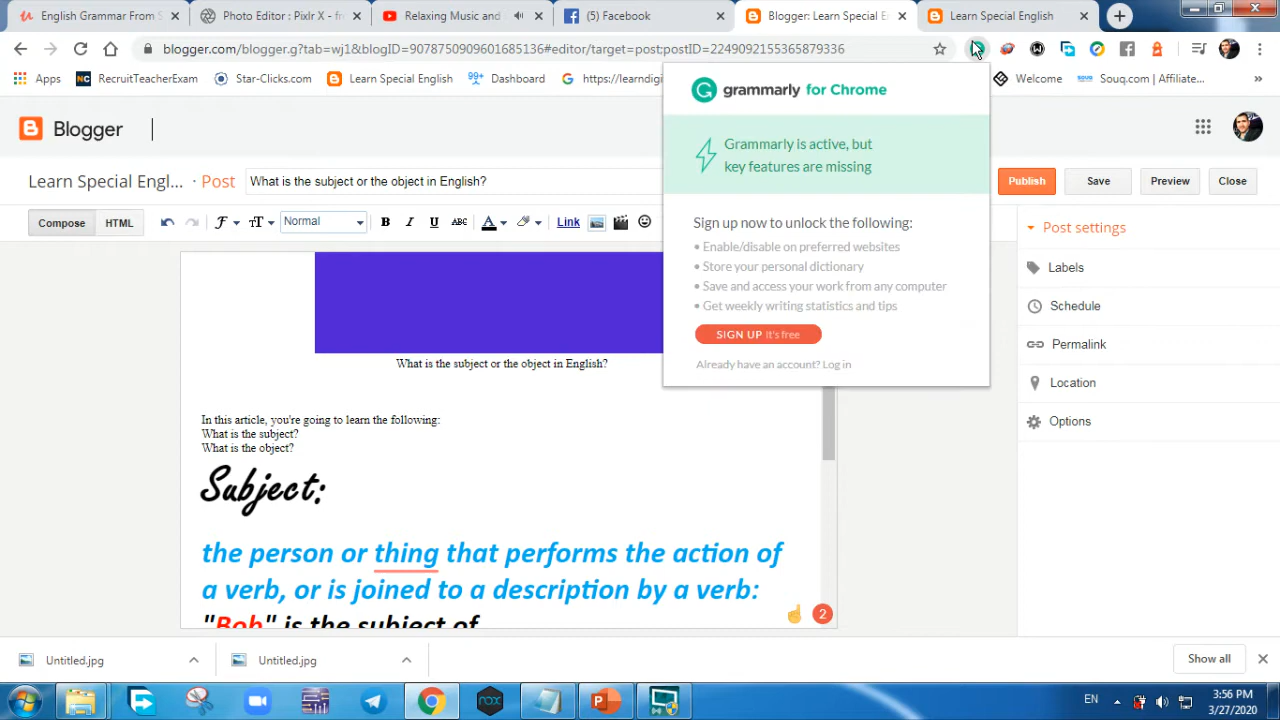 English Grammar From S
Photo Editor : Pixlr X - fr
Relaxing Music and
(5) Facebook
Blogger: Learn Special E
Learn Special English
blogger.com/blogger.g?tab=wj1&BlogID=9078750909601685136#editor/target=post;postID=2249092155365879336
Apps
RecruitTeacherExam
Star-Clicks.com
Learn Special English
Dashboard
https://learndigi
Welcome
Souq.com | Affiliate...
Blogger
Learn Special Engl...
Post
What is the subject or the object in English?
Publish
Save
Preview
Close
Compose
HTML
Normal
B
I
U
ABC
A
Link
grammarly for Chrome
Grammarly is active, but
key features are missing
Sign up now to unlock the following:
• Enable/disable on preferred websites
• Store your personal dictionary
• Save and access your work from any computer
• Get weekly writing statistics and tips
SIGN UP It's free
Already have an account? Log in
Post settings
Labels
Schedule
Permalink
Location
Options
What is the subject or the object in English?
In this article, you're going to learn the following:
What is the subject?
What is the object?
Subject:
the person or thing that performs the action of
a verb, or is joined to a description by a verb:
"Bob" is the subject of
2
Untitled.jpg
Untitled.jpg
Show all
EN
3:56 PM
3/27/2020